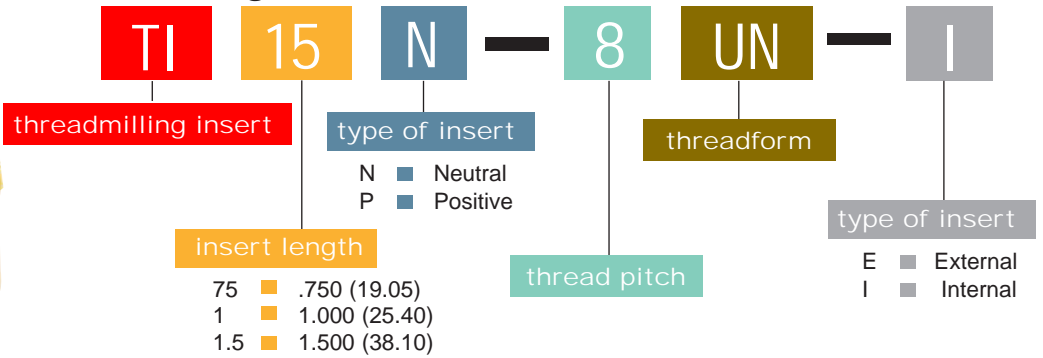 TI 15 N — 8 UN — I
threadmilling insert
type of insert
N Neutral
P Positive
threadform
insert length
75 .750 (19.05)
1 1.000 (25.40)
1.5 1.500 (38.10)
thread pitch
type of insert
E External
I Internal